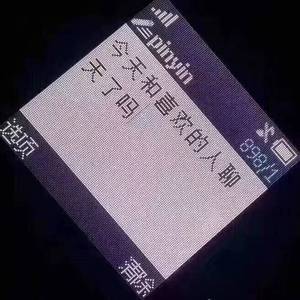 pinyin
898/1
今天和喜欢的人聊
天了吗
选项
清除